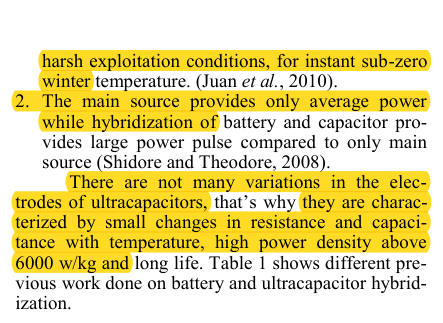 harsh exploitation conditions, for instant sub-zero
winter temperature. (Juan et al., 2010).
2. The main source provides only average power
while hybridization of battery and capacitor pro-
vides large power pulse compared to only main
source (Shidore and Theodore, 2008).
There are not many variations in the elec-
trodes of ultracapacitors, that's why they are charac-
terized by small changes in resistance and capaci-
tance with temperature, high power density above
6000 w/kg and long life. Table 1 shows different pre-
vious work done on battery and ultracapacitor hybrid-
ization.